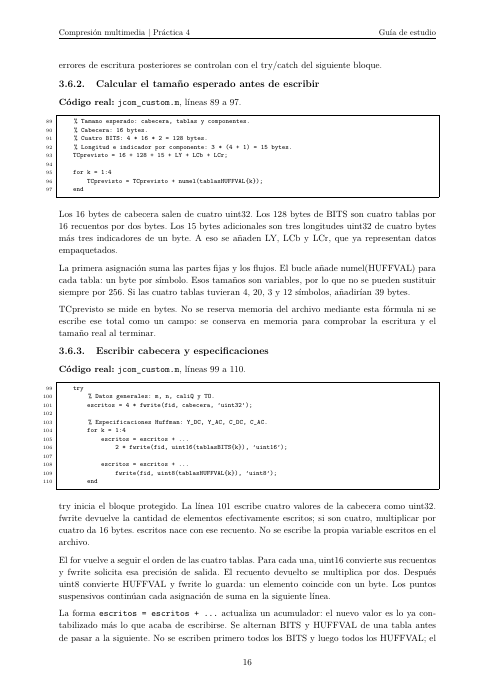 Compresión multimedia | Práctica 4 Guía de estudio
errores de escritura posteriores se controlan con el try/catch del siguiente bloque.
3.6.2. Calcular el tamaño esperado antes de escribir
Código real: jcom_custom.m, líneas 89 a 97.
89 % Tamano esperado: cabecera, tablas y componentes.
90 % Cabecera: 16 bytes.
91 % Cuatro BITS: 4 * 16 * 2 = 128 bytes.
92 % Longitud e indicador por componente: 3 * (4 + 1) = 15 bytes.
93 TCprevisto = 16 + 128 + 15 + LY + LCb + LCr;
94
95 for k = 1:4
96 TCprevisto = TCprevisto + numel(tablasHUFFVAL{k});
97 end
Los 16 bytes de cabecera salen de cuatro uint32. Los 128 bytes de BITS son cuatro tablas por
16 recuentos por dos bytes. Los 15 bytes adicionales son tres longitudes uint32 de cuatro bytes
más tres indicadores de un byte. A eso se añaden LY, LCb y LCr, que ya representan datos
empaquetados.
La primera asignación suma las partes fijas y los flujos. El bucle añade numel(HUFFVAL) para
cada tabla: un byte por símbolo. Esos tamaños son variables, por lo que no se pueden sustituir
siempre por 256. Si las cuatro tablas tuvieran 4, 20, 3 y 12 símbolos, añadirían 39 bytes.
TCprevisto se mide en bytes. No se reserva memoria del archivo mediante esta fórmula ni se
escribe ese total como un campo: se conserva en memoria para comprobar la escritura y el
tamaño real al terminar.
3.6.3. Escribir cabecera y especificaciones
Código real: jcom_custom.m, líneas 99 a 110.
99 try
100 % Datos generales: m, n, caliQ y TO.
101 escritos = 4 * fwrite(fid, cabecera, 'uint32');
102
103 % Especificaciones Huffman: Y_DC, Y_AC, C_DC, C_AC.
104 for k = 1:4
105 escritos = escritos + ...
106 2 * fwrite(fid, uint16(tablasBITS{k}), 'uint16');
107
108 escritos = escritos + ...
109 fwrite(fid, uint8(tablasHUFFVAL{k}), 'uint8');
110 end
try inicia el bloque protegido. La línea 101 escribe cuatro valores de la cabecera como uint32.
fwrite devuelve la cantidad de elementos efectivamente escritos; si son cuatro, multiplicar por
cuatro da 16 bytes. escritos nace con ese recuento. No se escribe la propia variable escritos en el
archivo.
El for vuelve a seguir el orden de las cuatro tablas. Para cada una, uint16 convierte sus recuentos
y fwrite solicita esa precisión de salida. El recuento devuelto se multiplica por dos. Después
uint8 convierte HUFFVAL y fwrite lo guarda: un elemento coincide con un byte. Los puntos
suspensivos continúan cada asignación de suma en la siguiente línea.
La forma escritos = escritos + ... actualiza un acumulador: el nuevo valor es lo ya con-
tabilizado más lo que acaba de escribirse. Se alternan BITS y HUFFVAL de una tabla antes
de pasar a la siguiente. No se escriben primero todos los BITS y luego todos los HUFFVAL; el
16